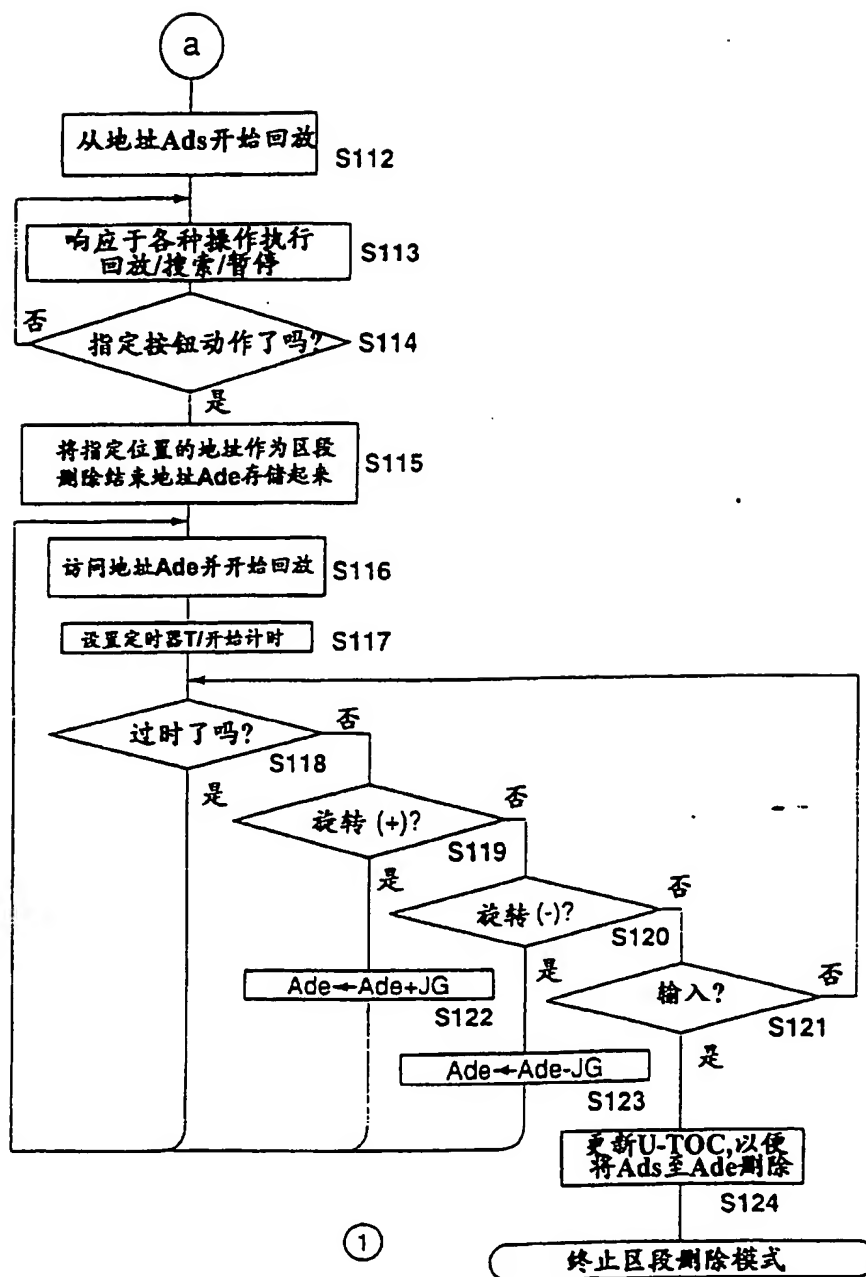 a
从地址Ads开始回放
S112
响应于各种操作执行
回放/搜索/暂停
S113
否
指定按钮动作了吗?
S114
是
将指定位置的地址作为区段
删除结束地址Ade存储起来
S115
访问地址Ade并开始回放
S116
设置定时器T/开始计时
S117
过时了吗?
否
S118
是
旋转(+)?
否
S119
是
旋转(-)?
否
S120
是
输入?
否
S121
是
Ade←Ade+JG
S122
Ade←Ade-JG
S123
更新U-TOC,以便
将Ads至Ade删除
S124
1
终止区段删除模式